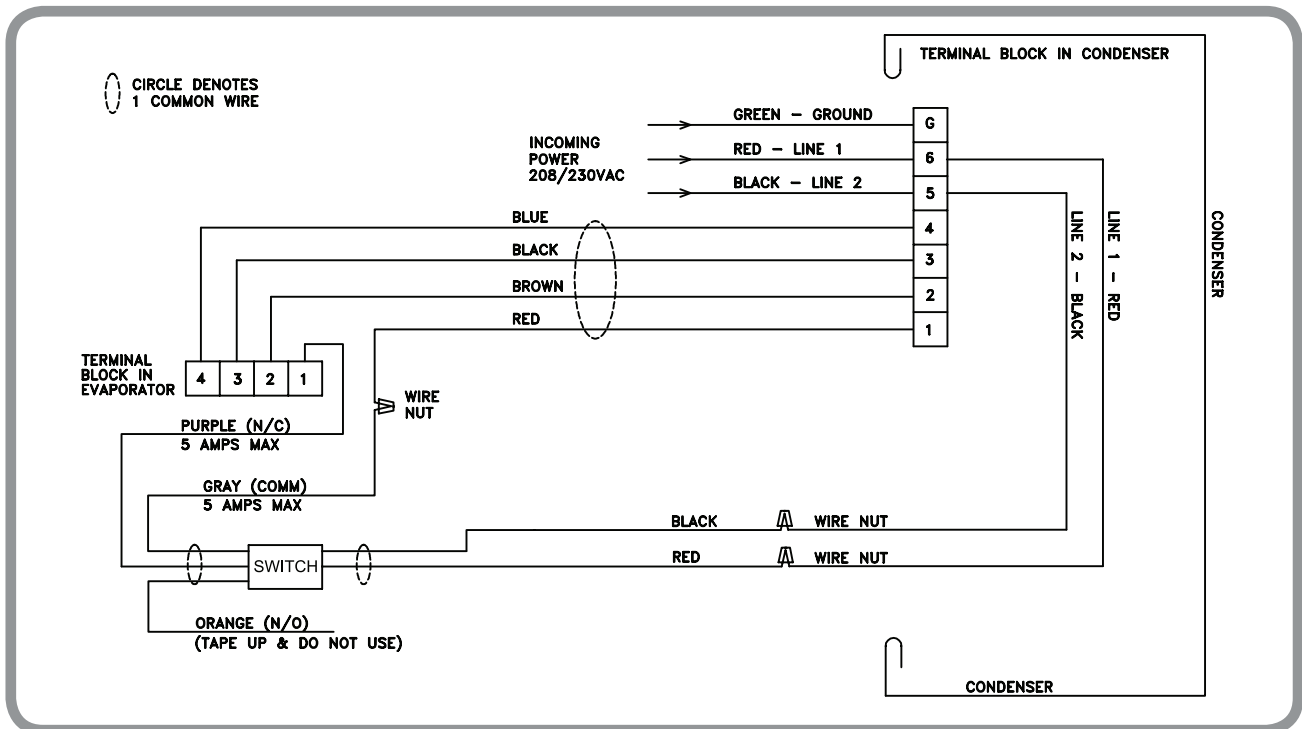 CIRCLE DENOTES
1 COMMON WIRE
TERMINAL BLOCK IN CONDENSER
INCOMING
POWER
208/230VAC
GREEN - GROUND
G
RED - LINE 1
6
BLACK - LINE 2
5
BLUE
4
BLACK
3
BROWN
2
RED
1
LINE 2 - BLACK
LINE 1 - RED
CONDENSER
TERMINAL
BLOCK IN
EVAPORATOR
4 3 2 1
WIRE
NUT
PURPLE (N/C)
5 AMPS MAX
GRAY (COMM)
5 AMPS MAX
BLACK
WIRE NUT
RED
WIRE NUT
SWITCH
ORANGE (N/O)
(TAPE UP & DO NOT USE)
CONDENSER